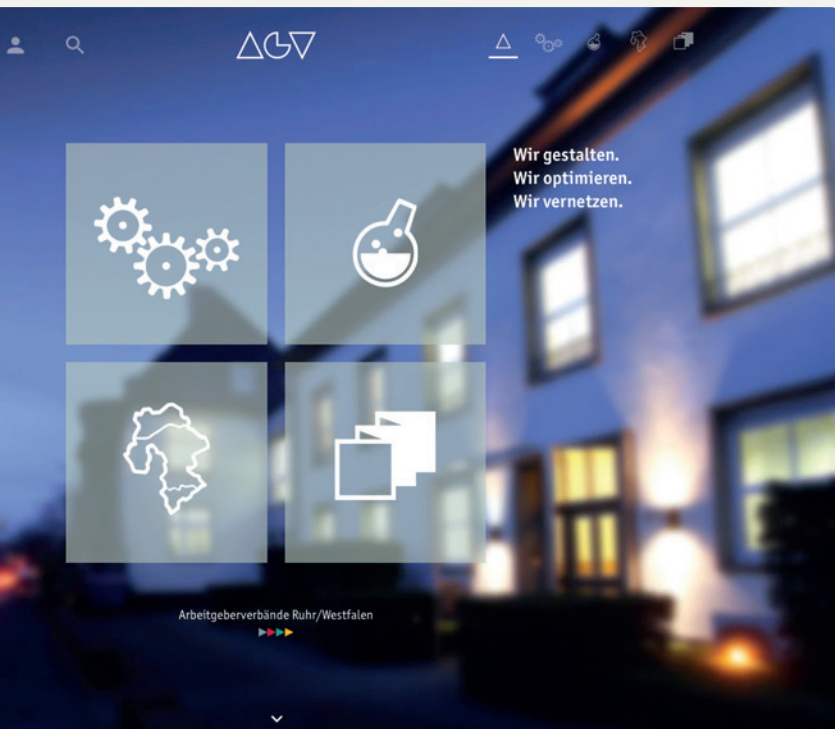 AGV
Wir gestalten.
Wir optimieren.
Wir vernetzen.
Arbeitgeberverbände Ruhr/Westfalen